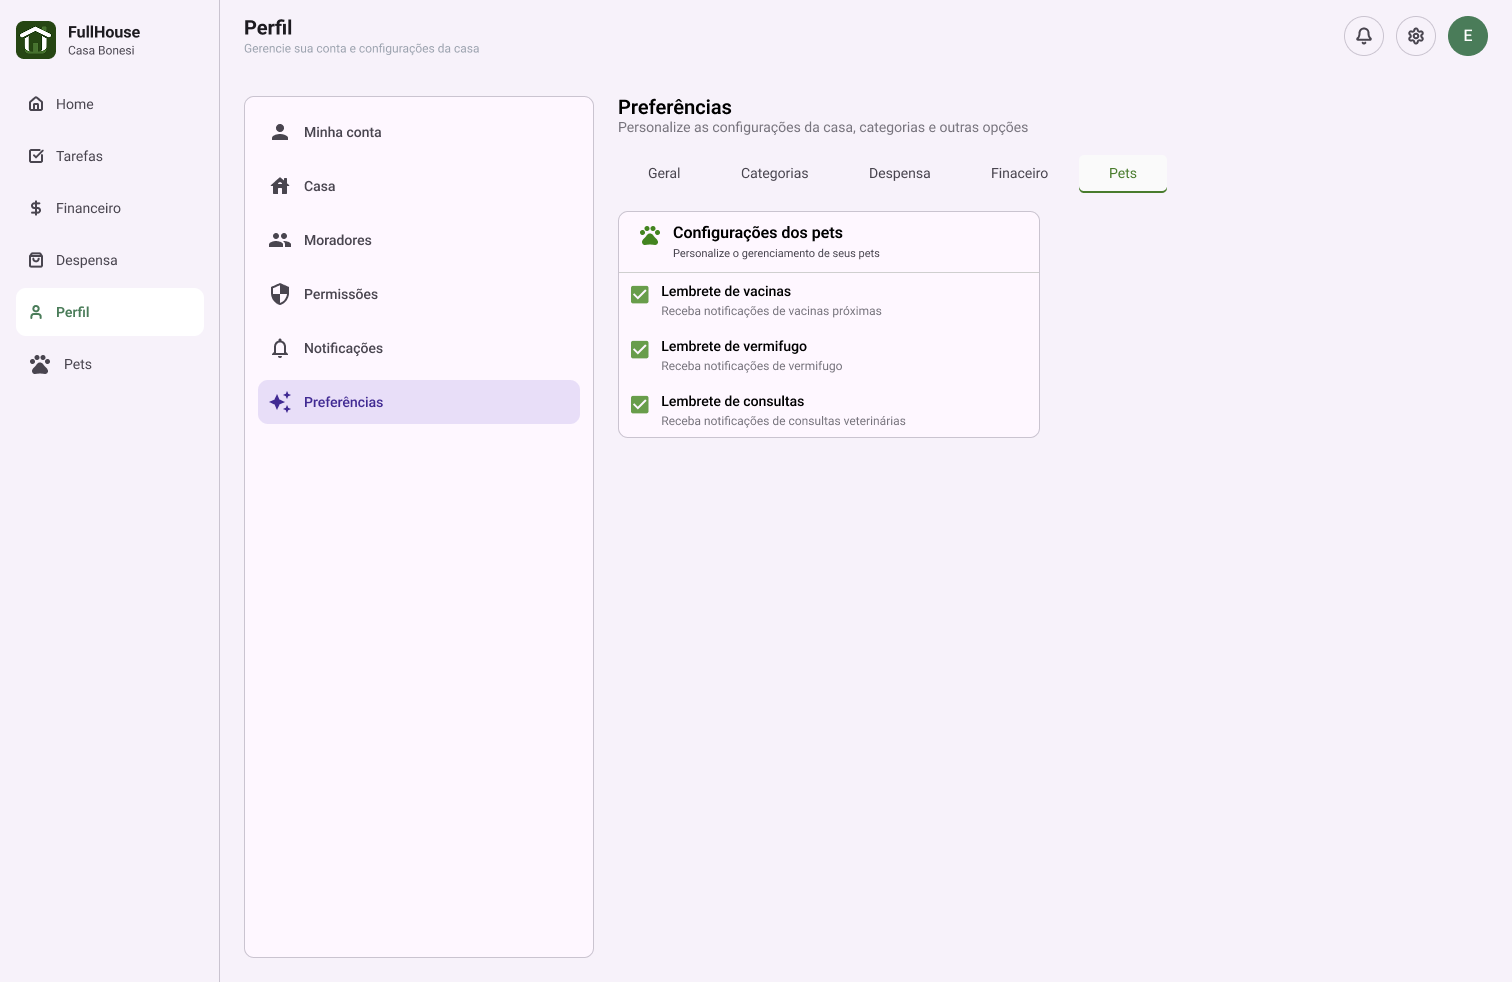 FullHouse
Casa Bonesi
Home
Tarefas
Financeiro
Despensa
Perfil
Pets
Perfil
Gerencie sua conta e configurações da casa
E
Minha conta
Casa
Moradores
Permissões
Notificações
Preferências
Preferências
Personalize as configurações da casa, categorias e outras opções
Geral Categorias Despensa Finaceiro Pets
Configurações dos pets
Personalize o gerenciamento de seus pets
Lembrete de vacinas
Receba notificações de vacinas próximas
Lembrete de vermifugo
Receba notificações de vermifugo
Lembrete de consultas
Receba notificações de consultas veterinárias